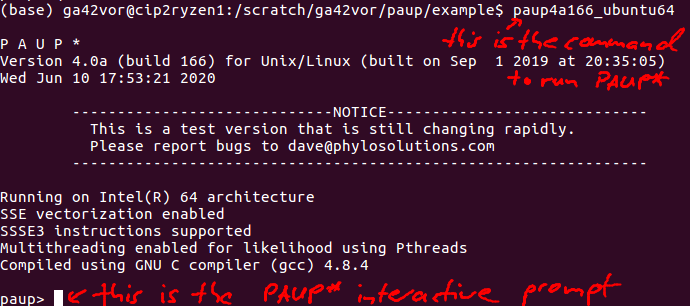 (base) ga42vor@cip2ryzen1:/scratch/ga42vor/paup/example$ paup4a166_ubuntu64
this is the command
P A U P *
Version 4.0a (build 166) for Unix/Linux (built on Sep  1 2019 at 20:35:05)
to run PAUP*
Wed Jun 10 17:53:21 2020
-----------------------------NOTICE-----------------------------
This is a test version that is still changing rapidly.
Please report bugs to dave@phylosolutions.com
----------------------------------------------------------------
Running on Intel(R) 64 architecture
SSE vectorization enabled
SSSE3 instructions supported
Multithreading enabled for likelihood using Pthreads
Compiled using GNU C compiler (gcc) 4.8.4
paup> ← this is the PAUP* interactive prompt